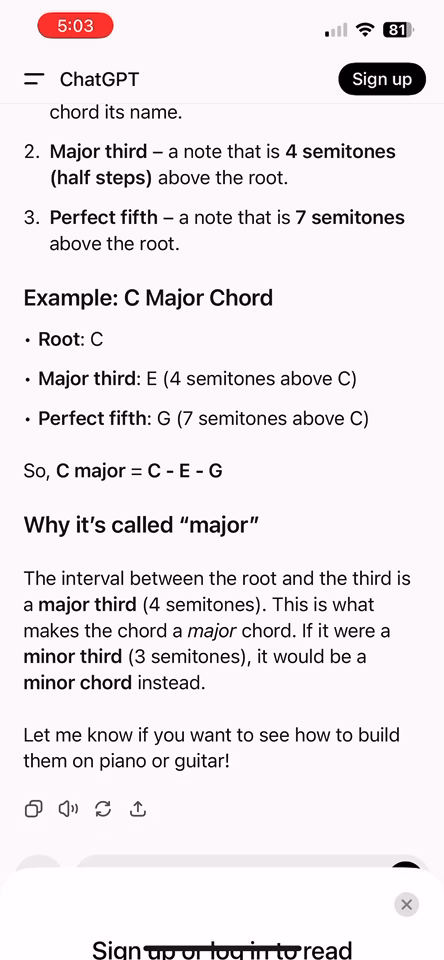 5:03
81
ChatGPT
Sign up
chord its name.
2. Major third – a note that is 4 semitones
(half steps) above the root.
3. Perfect fifth – a note that is 7 semitones
above the root.
Example: C Major Chord
• Root: C
• Major third: E (4 semitones above C)
• Perfect fifth: G (7 semitones above C)
So, C major = C - E - G
Why it’s called “major”
The interval between the root and the third is
a major third (4 semitones). This is what
makes the chord a major chord. If it were a
minor third (3 semitones), it would be a
minor chord instead.
Let me know if you want to see how to build
them on piano or guitar!
Sign up or log in to read